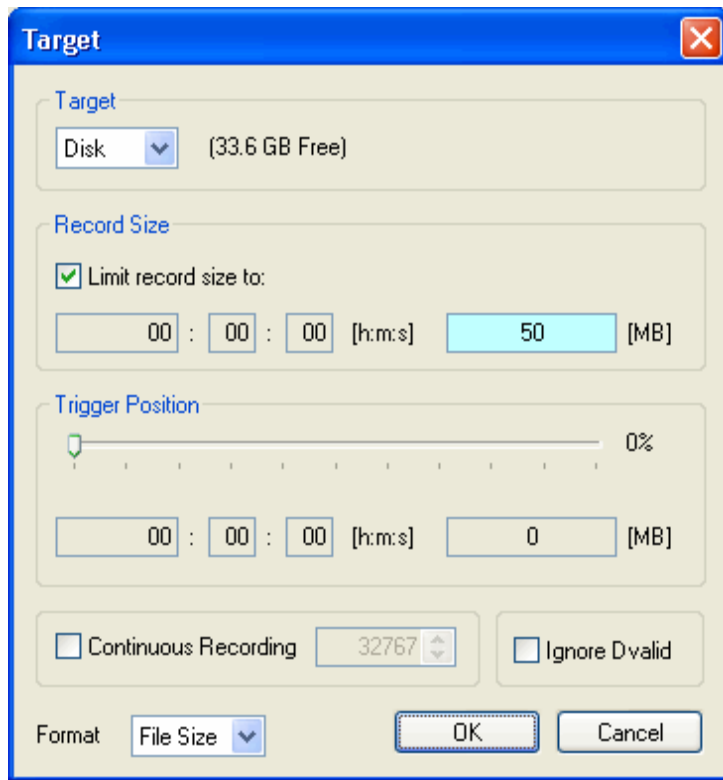 Target
Target
Disk (33.6 GB Free)
Record Size
Limit record size to:
00 : 00 : 00 [h:m:s] 50 [MB]
Trigger Position
0%
00 : 00 : 00 [h:m:s] 0 [MB]
Continuous Recording 32767 Ignore Dvalid
Format File Size OK Cancel